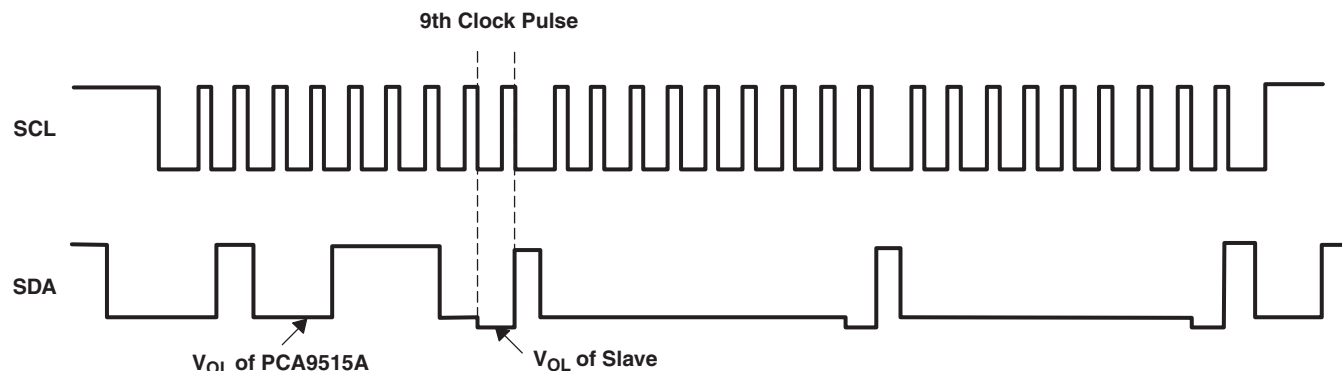 9th Clock Pulse
SCL
SDA
VOL of PCA9515A
VOL of Slave